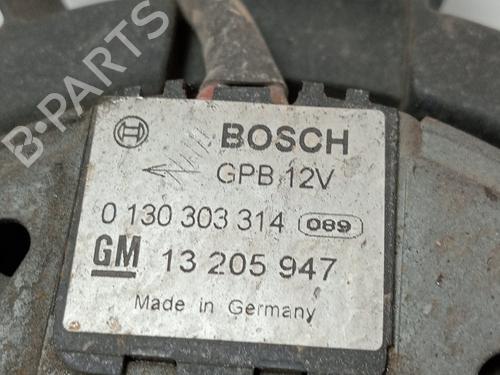 B-PARTS
BOSCH
GPB 12V
0 130 303 314 089
GM 13 205 947
Made in Germany